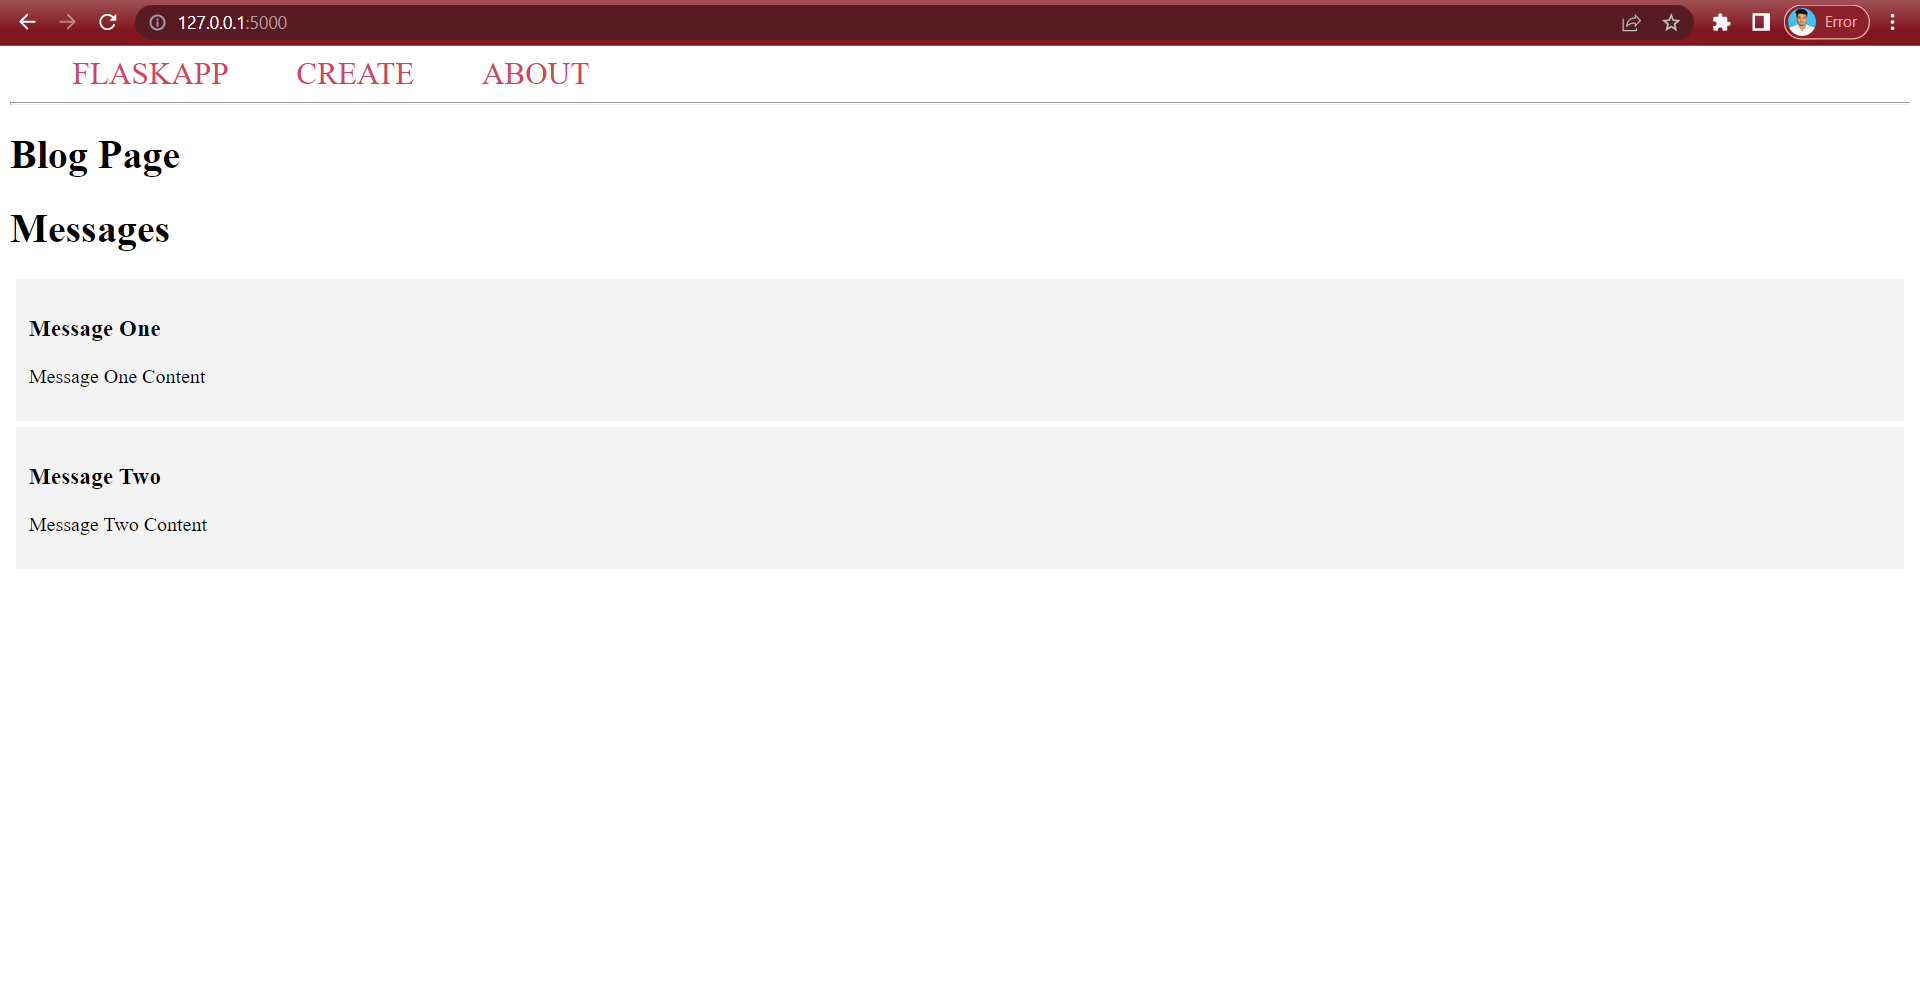 127.0.0.1:5000
Error
FLASKAPP CREATE ABOUT
Blog Page
Messages
Message One
Message One Content
Message Two
Message Two Content